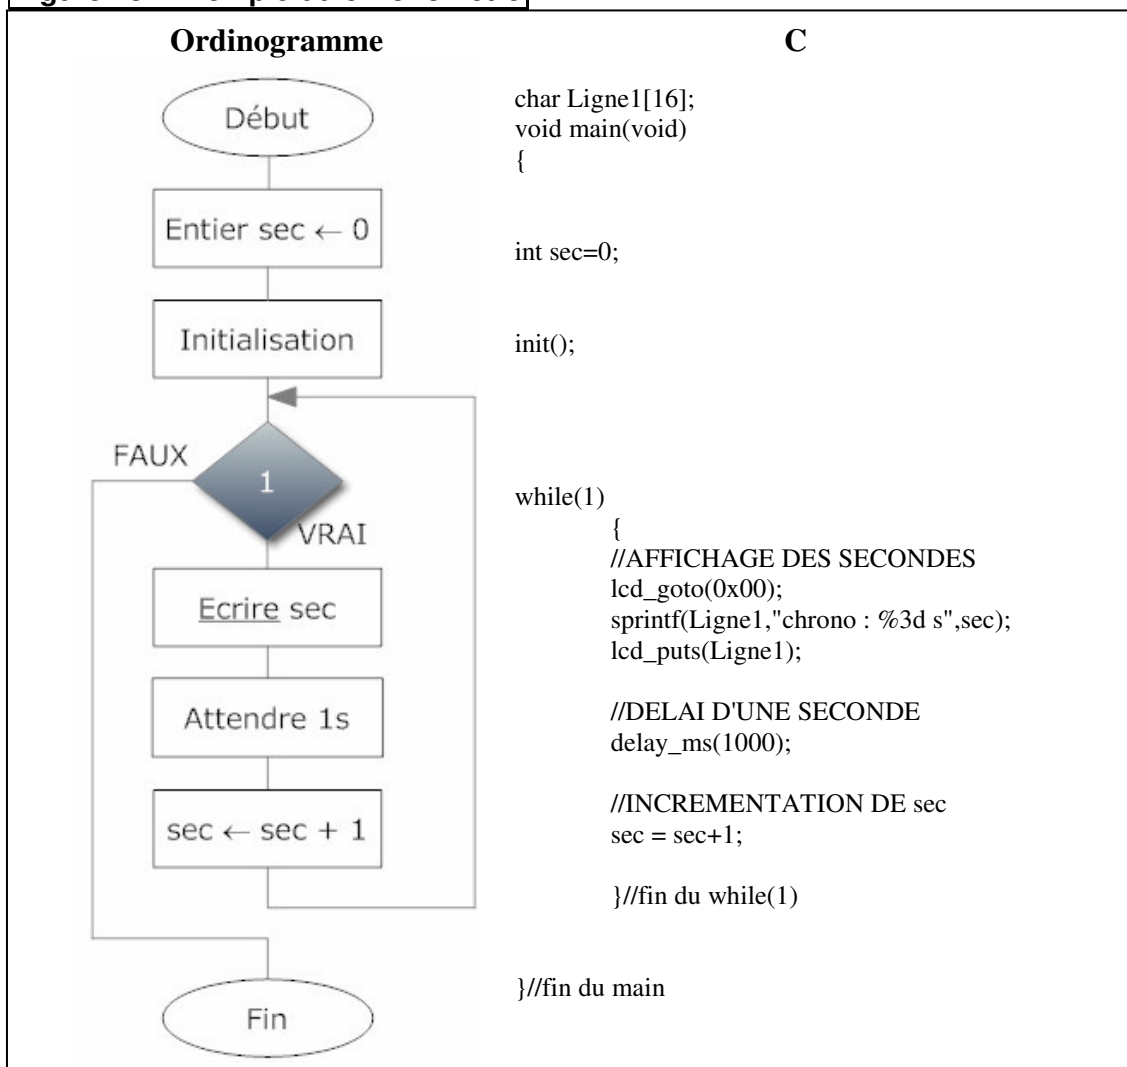 Ordinogramme
C
Début
Entier sec ← 0
Initialisation
FAUX
1
VRAI
Ecrire sec
Attendre 1s
sec ← sec + 1
Fin
char Ligne1[16];
void main(void)
{
int sec=0;
init();
while(1)
{
//AFFICHAGE DES SECONDES
lcd_goto(0x00);
sprintf(Ligne1,"chrono : %3d s",sec);
lcd_puts(Ligne1);
//DELAI D'UNE SECONDE
delay_ms(1000);
//INCREMENTATION DE sec
sec = sec+1;
}//fin du while(1)
}//fin du main